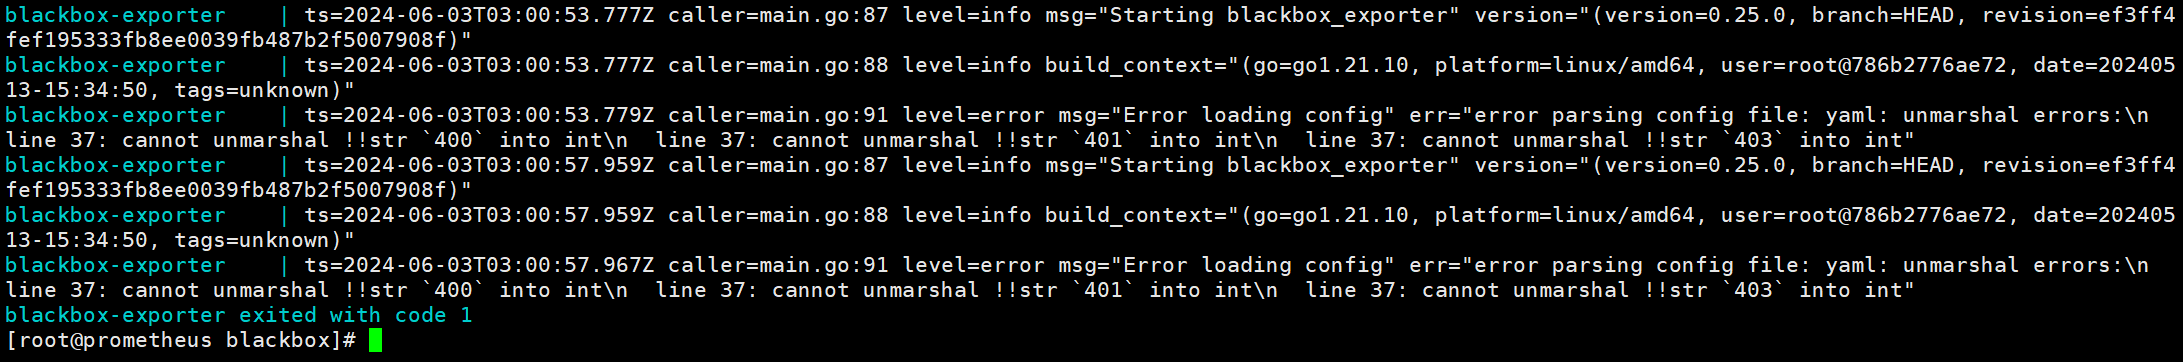 blackbox-exporter    | ts=2024-06-03T03:00:53.777Z caller=main.go:87 level=info msg="Starting blackbox_exporter" version="(version=0.25.0, branch=HEAD, revision=ef3ff4
fef195333fb8ee0039fb487b2f5007908f)"
blackbox-exporter    | ts=2024-06-03T03:00:53.777Z caller=main.go:88 level=info build_context="(go=go1.21.10, platform=linux/amd64, user=root@786b2776ae72, date=202405
13-15:34:50, tags=unknown)"
blackbox-exporter    | ts=2024-06-03T03:00:53.779Z caller=main.go:91 level=error msg="Error loading config" err="error parsing config file: yaml: unmarshal errors:\n
line 37: cannot unmarshal !!str `400` into int\n  line 37: cannot unmarshal !!str `401` into int\n  line 37: cannot unmarshal !!str `403` into int"
blackbox-exporter    | ts=2024-06-03T03:00:57.959Z caller=main.go:87 level=info msg="Starting blackbox_exporter" version="(version=0.25.0, branch=HEAD, revision=ef3ff4
fef195333fb8ee0039fb487b2f5007908f)"
blackbox-exporter    | ts=2024-06-03T03:00:57.959Z caller=main.go:88 level=info build_context="(go=go1.21.10, platform=linux/amd64, user=root@786b2776ae72, date=202405
13-15:34:50, tags=unknown)"
blackbox-exporter    | ts=2024-06-03T03:00:57.967Z caller=main.go:91 level=error msg="Error loading config" err="error parsing config file: yaml: unmarshal errors:\n
line 37: cannot unmarshal !!str `400` into int\n  line 37: cannot unmarshal !!str `401` into int\n  line 37: cannot unmarshal !!str `403` into int"
blackbox-exporter exited with code 1
[root@prometheus blackbox]#